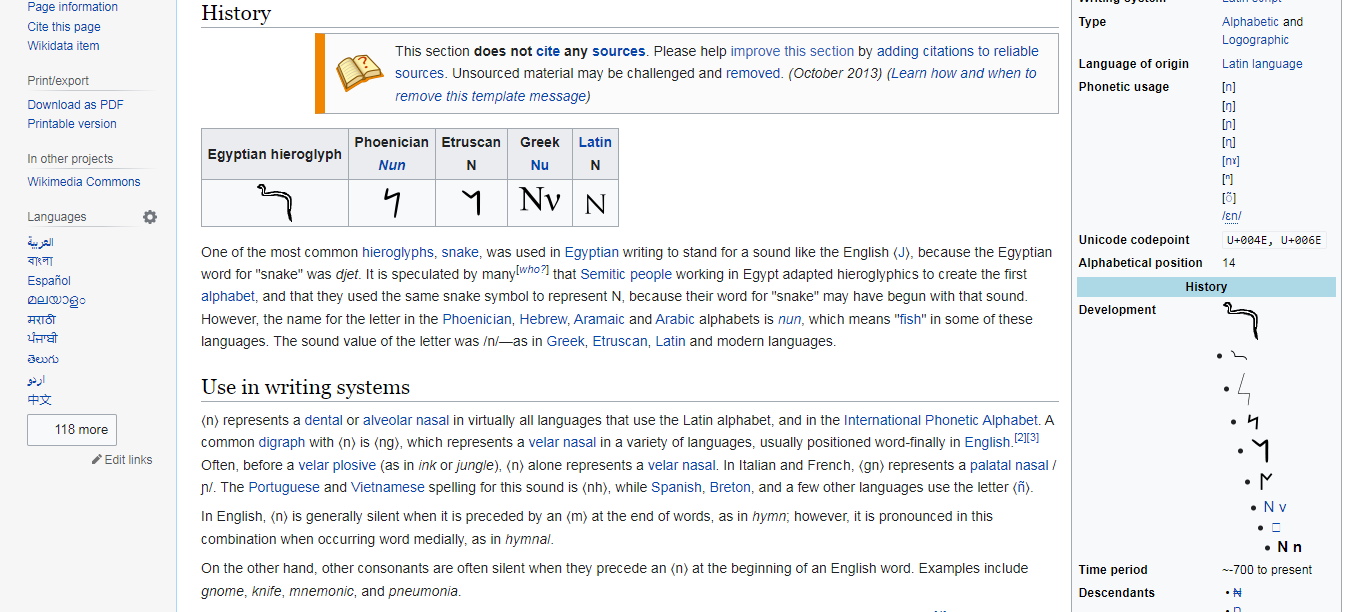 Page information
Cite this page
Wikidata item
Print/export
Download as PDF
Printable version
In other projects
Wikimedia Commons
Languages
العربية
বাংলা
Español
മലയാളം
मराठी
ਪੰਜਾਬੀ
తెలుగు
اردو
中文
118 more
Edit links
History
This section does not cite any sources. Please help improve this section by adding citations to reliable
sources. Unsourced material may be challenged and removed. (October 2013) (Learn how and when to
remove this template message)
Egyptian hieroglyph Phoenician Etruscan Greek Latin
Nun N Nu N
Νν N
One of the most common hieroglyphs, snake, was used in Egyptian writing to stand for a sound like the English ⟨J⟩, because the Egyptian
word for "snake" was djet. It is speculated by many[who?] that Semitic people working in Egypt adapted hieroglyphics to create the first
alphabet, and that they used the same snake symbol to represent N, because their word for "snake" may have begun with that sound.
However, the name for the letter in the Phoenician, Hebrew, Aramaic and Arabic alphabets is nun, which means "fish" in some of these
languages. The sound value of the letter was /n/—as in Greek, Etruscan, Latin and modern languages.
Use in writing systems
⟨n⟩ represents a dental or alveolar nasal in virtually all languages that use the Latin alphabet, and in the International Phonetic Alphabet. A
common digraph with ⟨n⟩ is ⟨ng⟩, which represents a velar nasal in a variety of languages, usually positioned word-finally in English.[2][3]
Often, before a velar plosive (as in ink or jungle), ⟨n⟩ alone represents a velar nasal. In Italian and French, ⟨gn⟩ represents a palatal nasal /
ɲ/. The Portuguese and Vietnamese spelling for this sound is ⟨nh⟩, while Spanish, Breton, and a few other languages use the letter ⟨ñ⟩.
In English, ⟨n⟩ is generally silent when it is preceded by an ⟨m⟩ at the end of words, as in hymn; however, it is pronounced in this
combination when occurring word medially, as in hymnal.
On the other hand, other consonants are often silent when they precede an ⟨n⟩ at the beginning of an English word. Examples include
gnome, knife, mnemonic, and pneumonia.
Writing system Latin script
Type Alphabetic and
Logographic
Language of origin Latin language
Phonetic usage [n]
[ŋ]
[ɲ]
[ɳ]
[nˠ]
[ⁿ]
[◌̃]
/ɛn/
Unicode codepoint U+004E, U+006E
Alphabetical position 14
History
Development
Ν ν
N n
Time period ~-700 to present
Descendants • ₦